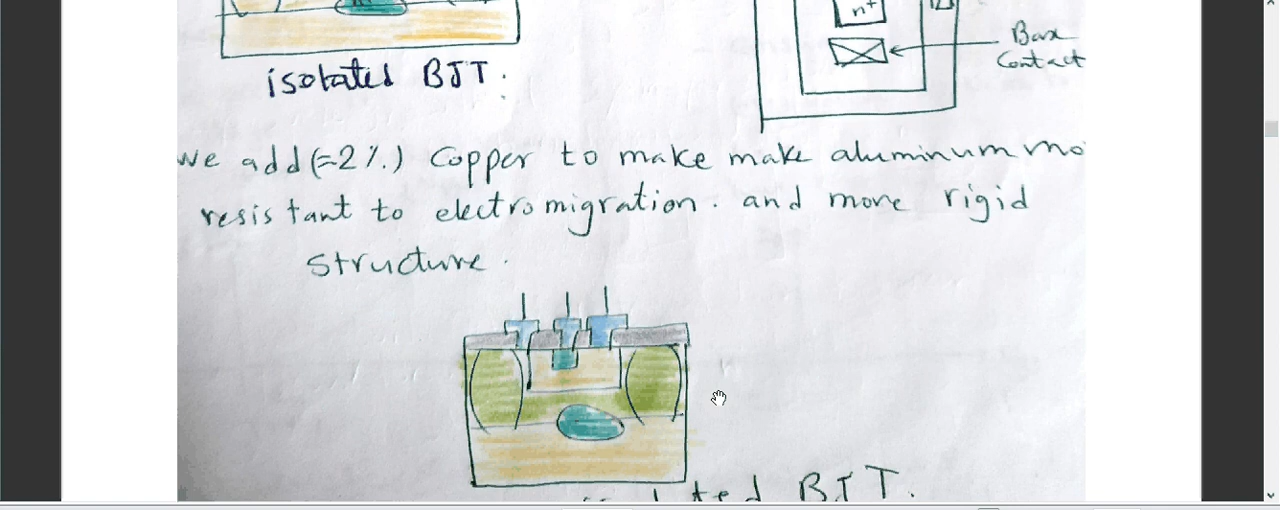 n+
Base
Contact
isolated BJT.
we add (≈2%.) Copper to make make aluminum mo
resistant to electromigration. and more rigid
structure.
BJT.